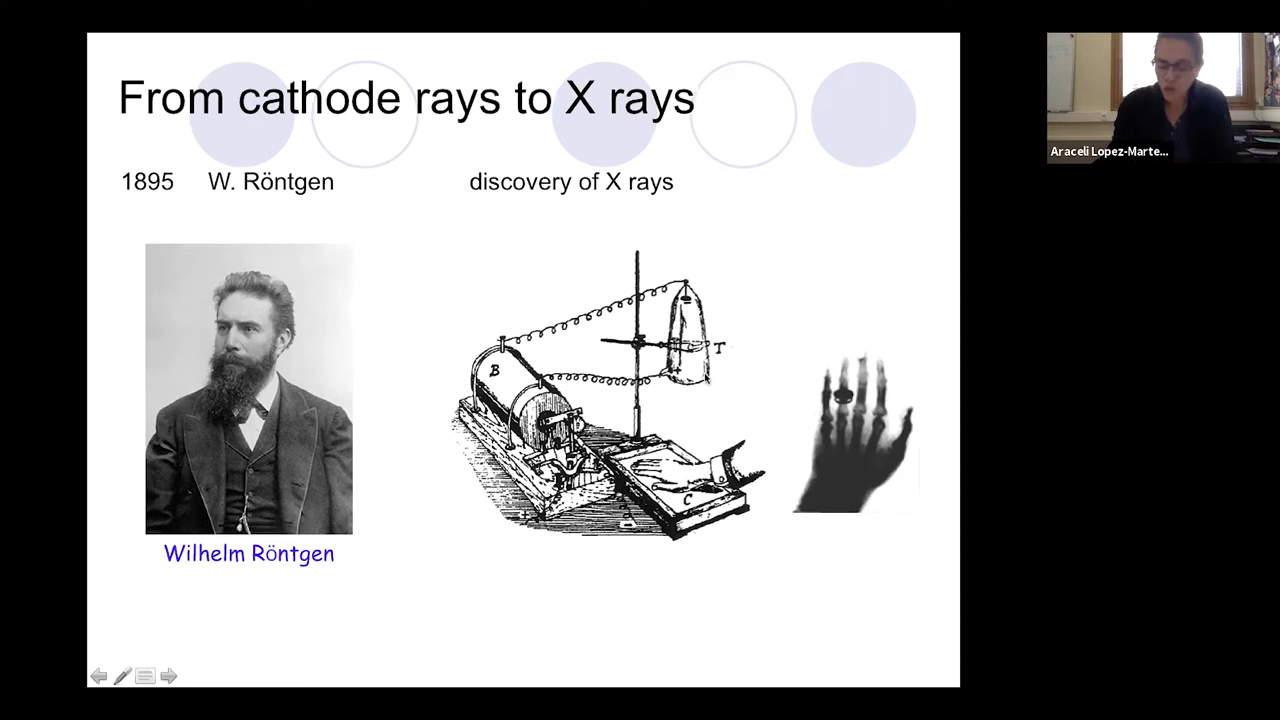 From cathode rays to X rays
1895 W. Röntgen discovery of X rays
B
T
C
Wilhelm Röntgen
Araceli Lopez-Marte...